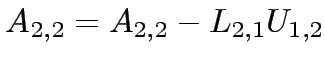 A_{2,2} = A_{2,2} - L_{2,1}U_{1,2}